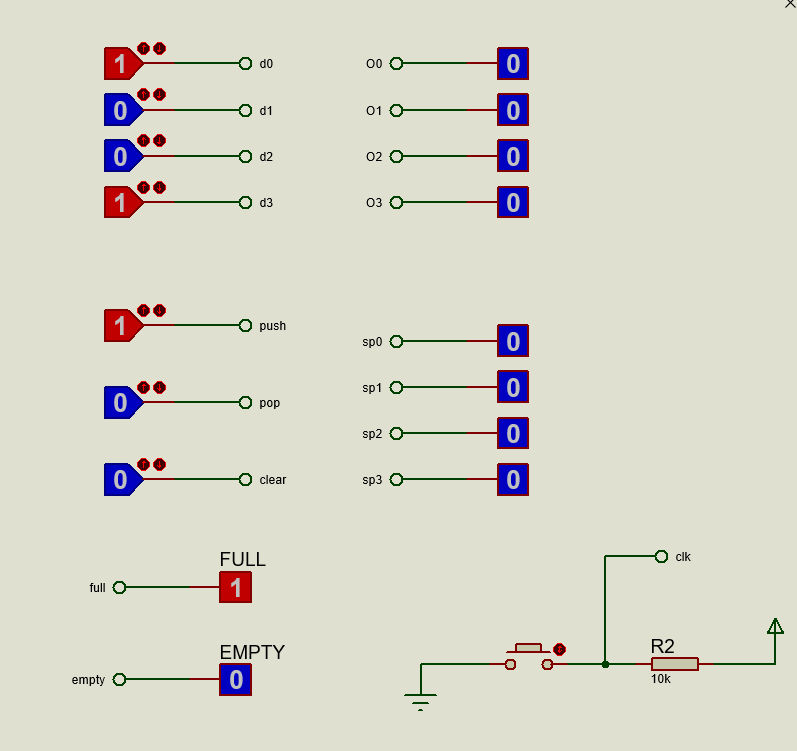 1 d0 O0 0
0 d1 O1 0
0 d2 O2 0
1 d3 O3 0
1 push
sp0 0
0 pop
sp1 0
sp2 0
0 clear
sp3 0
FULL
full 1
clk
EMPTY
empty 0
R2
10k